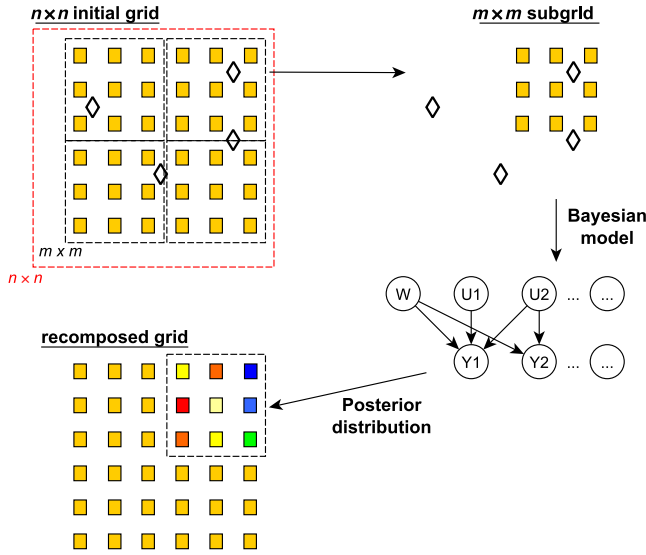 n×n initial grid
m×m subgrId
m x m
n × n
Bayesian
model
W U1 U2 ... ...
Y1 Y2 ... ...
recomposed grid
Posterior
distribution